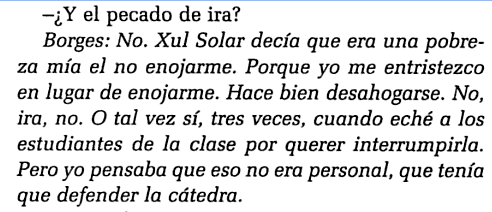 –¿Y el pecado de ira?
Borges: No. Xul Solar decía que era una pobre-
za mía el no enojarme. Porque yo me entristezco
en lugar de enojarme. Hace bien desahogarse. No,
ira, no. O tal vez sí, tres veces, cuando eché a los
estudiantes de la clase por querer interrumpirla.
Pero yo pensaba que eso no era personal, que tenía
que defender la cátedra.